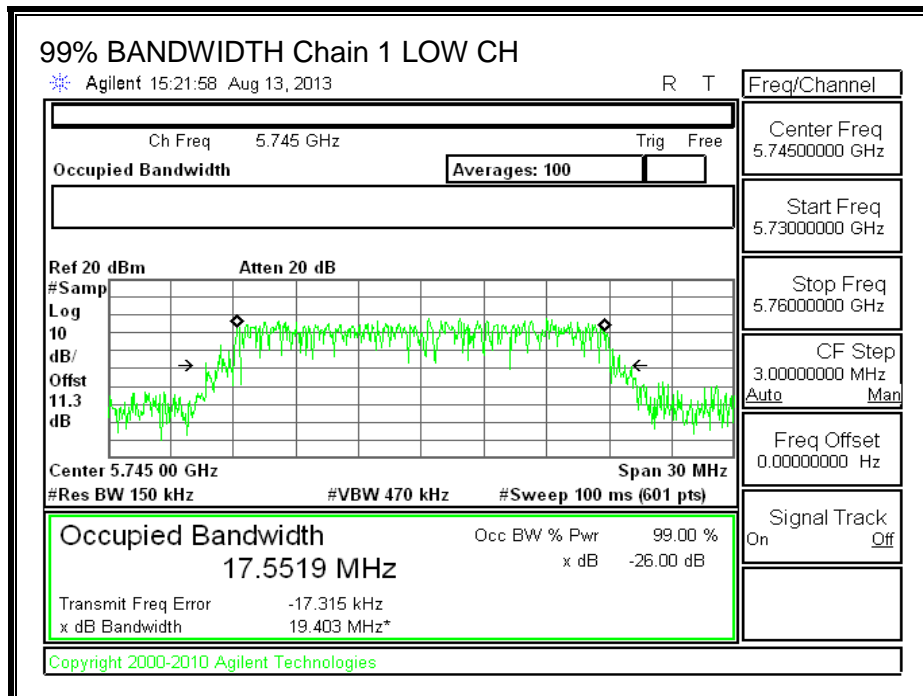 99% BANDWIDTH Chain 1 LOW CH
Agilent 15:21:58 Aug 13, 2013 R T
Ch Freq 5.745 GHz Trig Free
Occupied Bandwidth Averages: 100
Ref 20 dBm Atten 20 dB
#Samp
Log
10
dB/
Offst
11.3
dB
Center 5.745 00 GHz Span 30 MHz
#Res BW 150 kHz #VBW 470 kHz #Sweep 100 ms (601 pts)
Occupied Bandwidth Occ BW % Pwr 99.00 %
17.5519 MHz x dB -26.00 dB
Transmit Freq Error -17.315 kHz
x dB Bandwidth 19.403 MHz*
Copyright 2000-2010 Agilent Technologies
Freq/Channel
Center Freq
5.74500000 GHz
Start Freq
5.73000000 GHz
Stop Freq
5.76000000 GHz
CF Step
3.00000000 MHz
Auto Man
Freq Offset
0.00000000 Hz
Signal Track
On Off